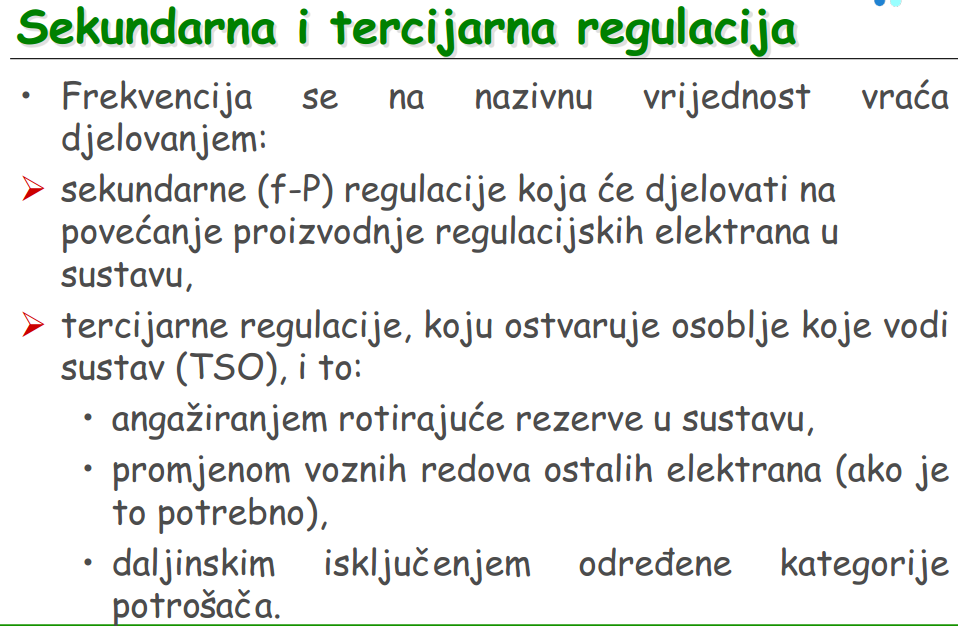 Sekundarna i tercijarna regulacija
• Frekvencija se na nazivnu vrijednost vraća
djelovanjem:
➢ sekundarne (f-P) regulacije koja će djelovati na
povećanje proizvodnje regulacijskih elektrana u
sustavu,
➢ tercijarne regulacije, koju ostvaruje osoblje koje vodi
sustav (TSO), i to:
• angažiranjem rotirajuće rezerve u sustavu,
• promjenom voznih redova ostalih elektrana (ako je
to potrebno),
• daljinskim isključenjem određene kategorije
potrošača.